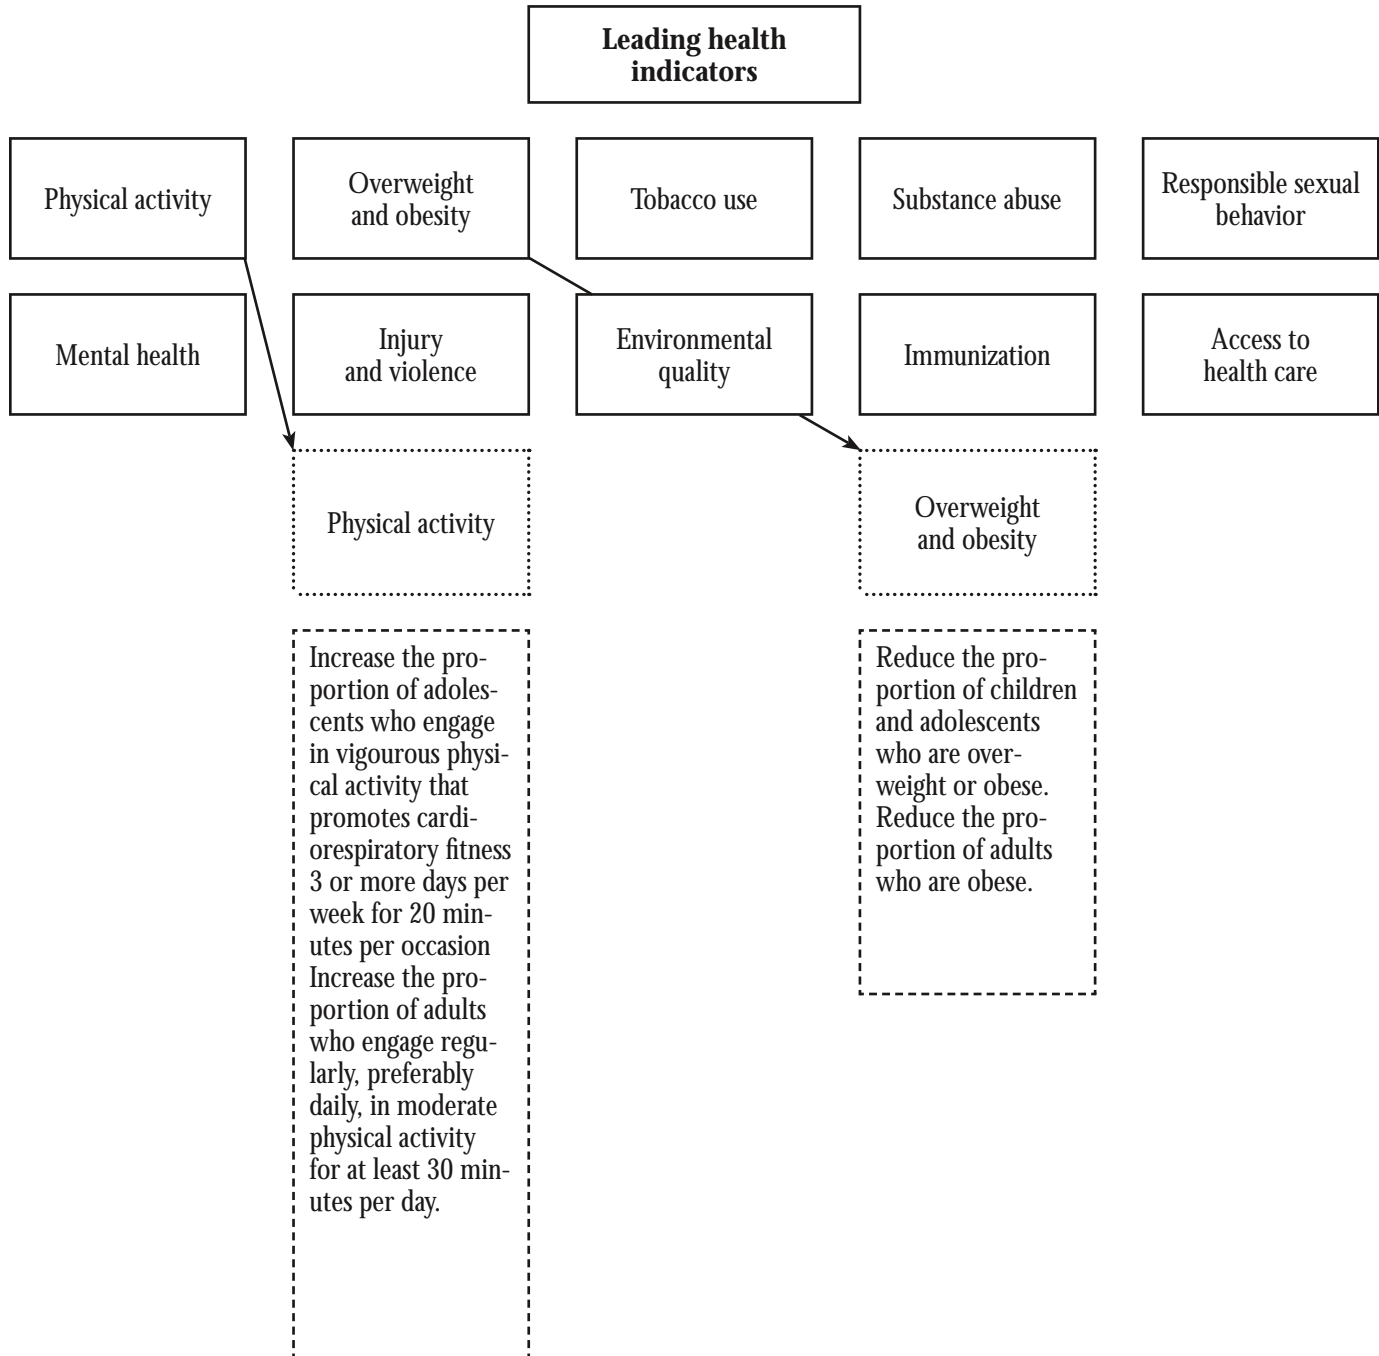 Leading health
indicators
Physical activity
Overweight
and obesity
Tobacco use
Substance abuse
Responsible sexual
behavior
Mental health
Injury
and violence
Environmental
quality
Immunization
Access to
health care
Physical activity
Overweight
and obesity
Increase the pro-
portion of adoles-
cents who engage
in vigourous physi-
cal activity that
promotes cardi-
orespiratory fitness
3 or more days per
week for 20 min-
utes per occasion
Increase the pro-
portion of adults
who engage regu-
larly, preferably
daily, in moderate
physical activity
for at least 30 min-
utes per day.
Reduce the pro-
portion of children
and adolescents
who are over-
weight or obese.
Reduce the pro-
portion of adults
who are obese.